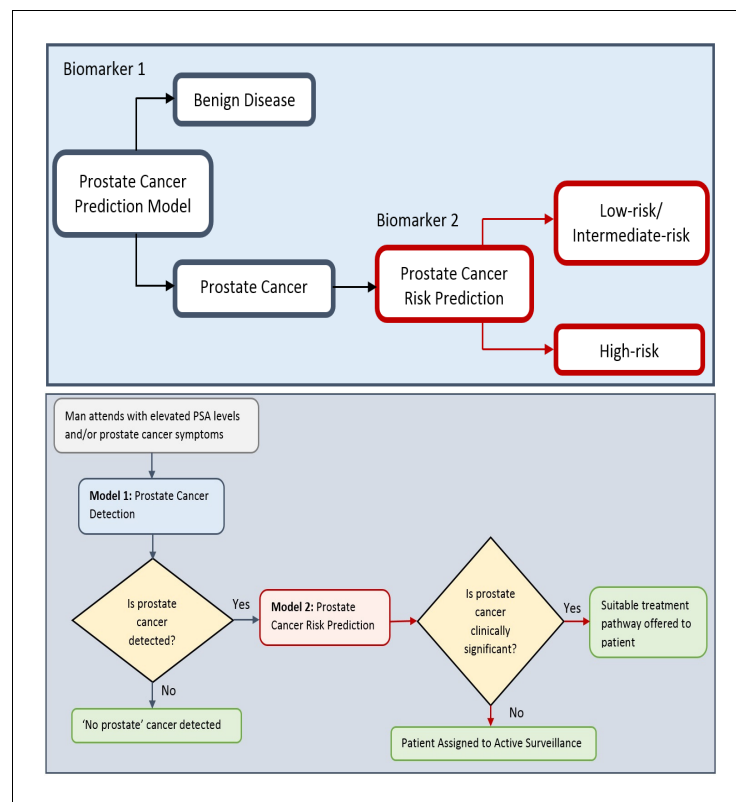 Biomarker 1
Benign Disease
Prostate Cancer
Prediction Model
Biomarker 2
Low-risk/
Intermediate-risk
Prostate Cancer
Prostate Cancer
Risk Prediction
High-risk
Man attends with elevated PSA levels
and/or prostate cancer symptoms
Model 1: Prostate Cancer
Detection
Is prostate
cancer
detected?
Yes
Model 2: Prostate
Cancer Risk Prediction
Is prostate
cancer
clinically
significant?
Yes
Suitable treatment
pathway offered to
patient
No
'No prostate' cancer detected
No
Patient Assigned to Active Surveillance